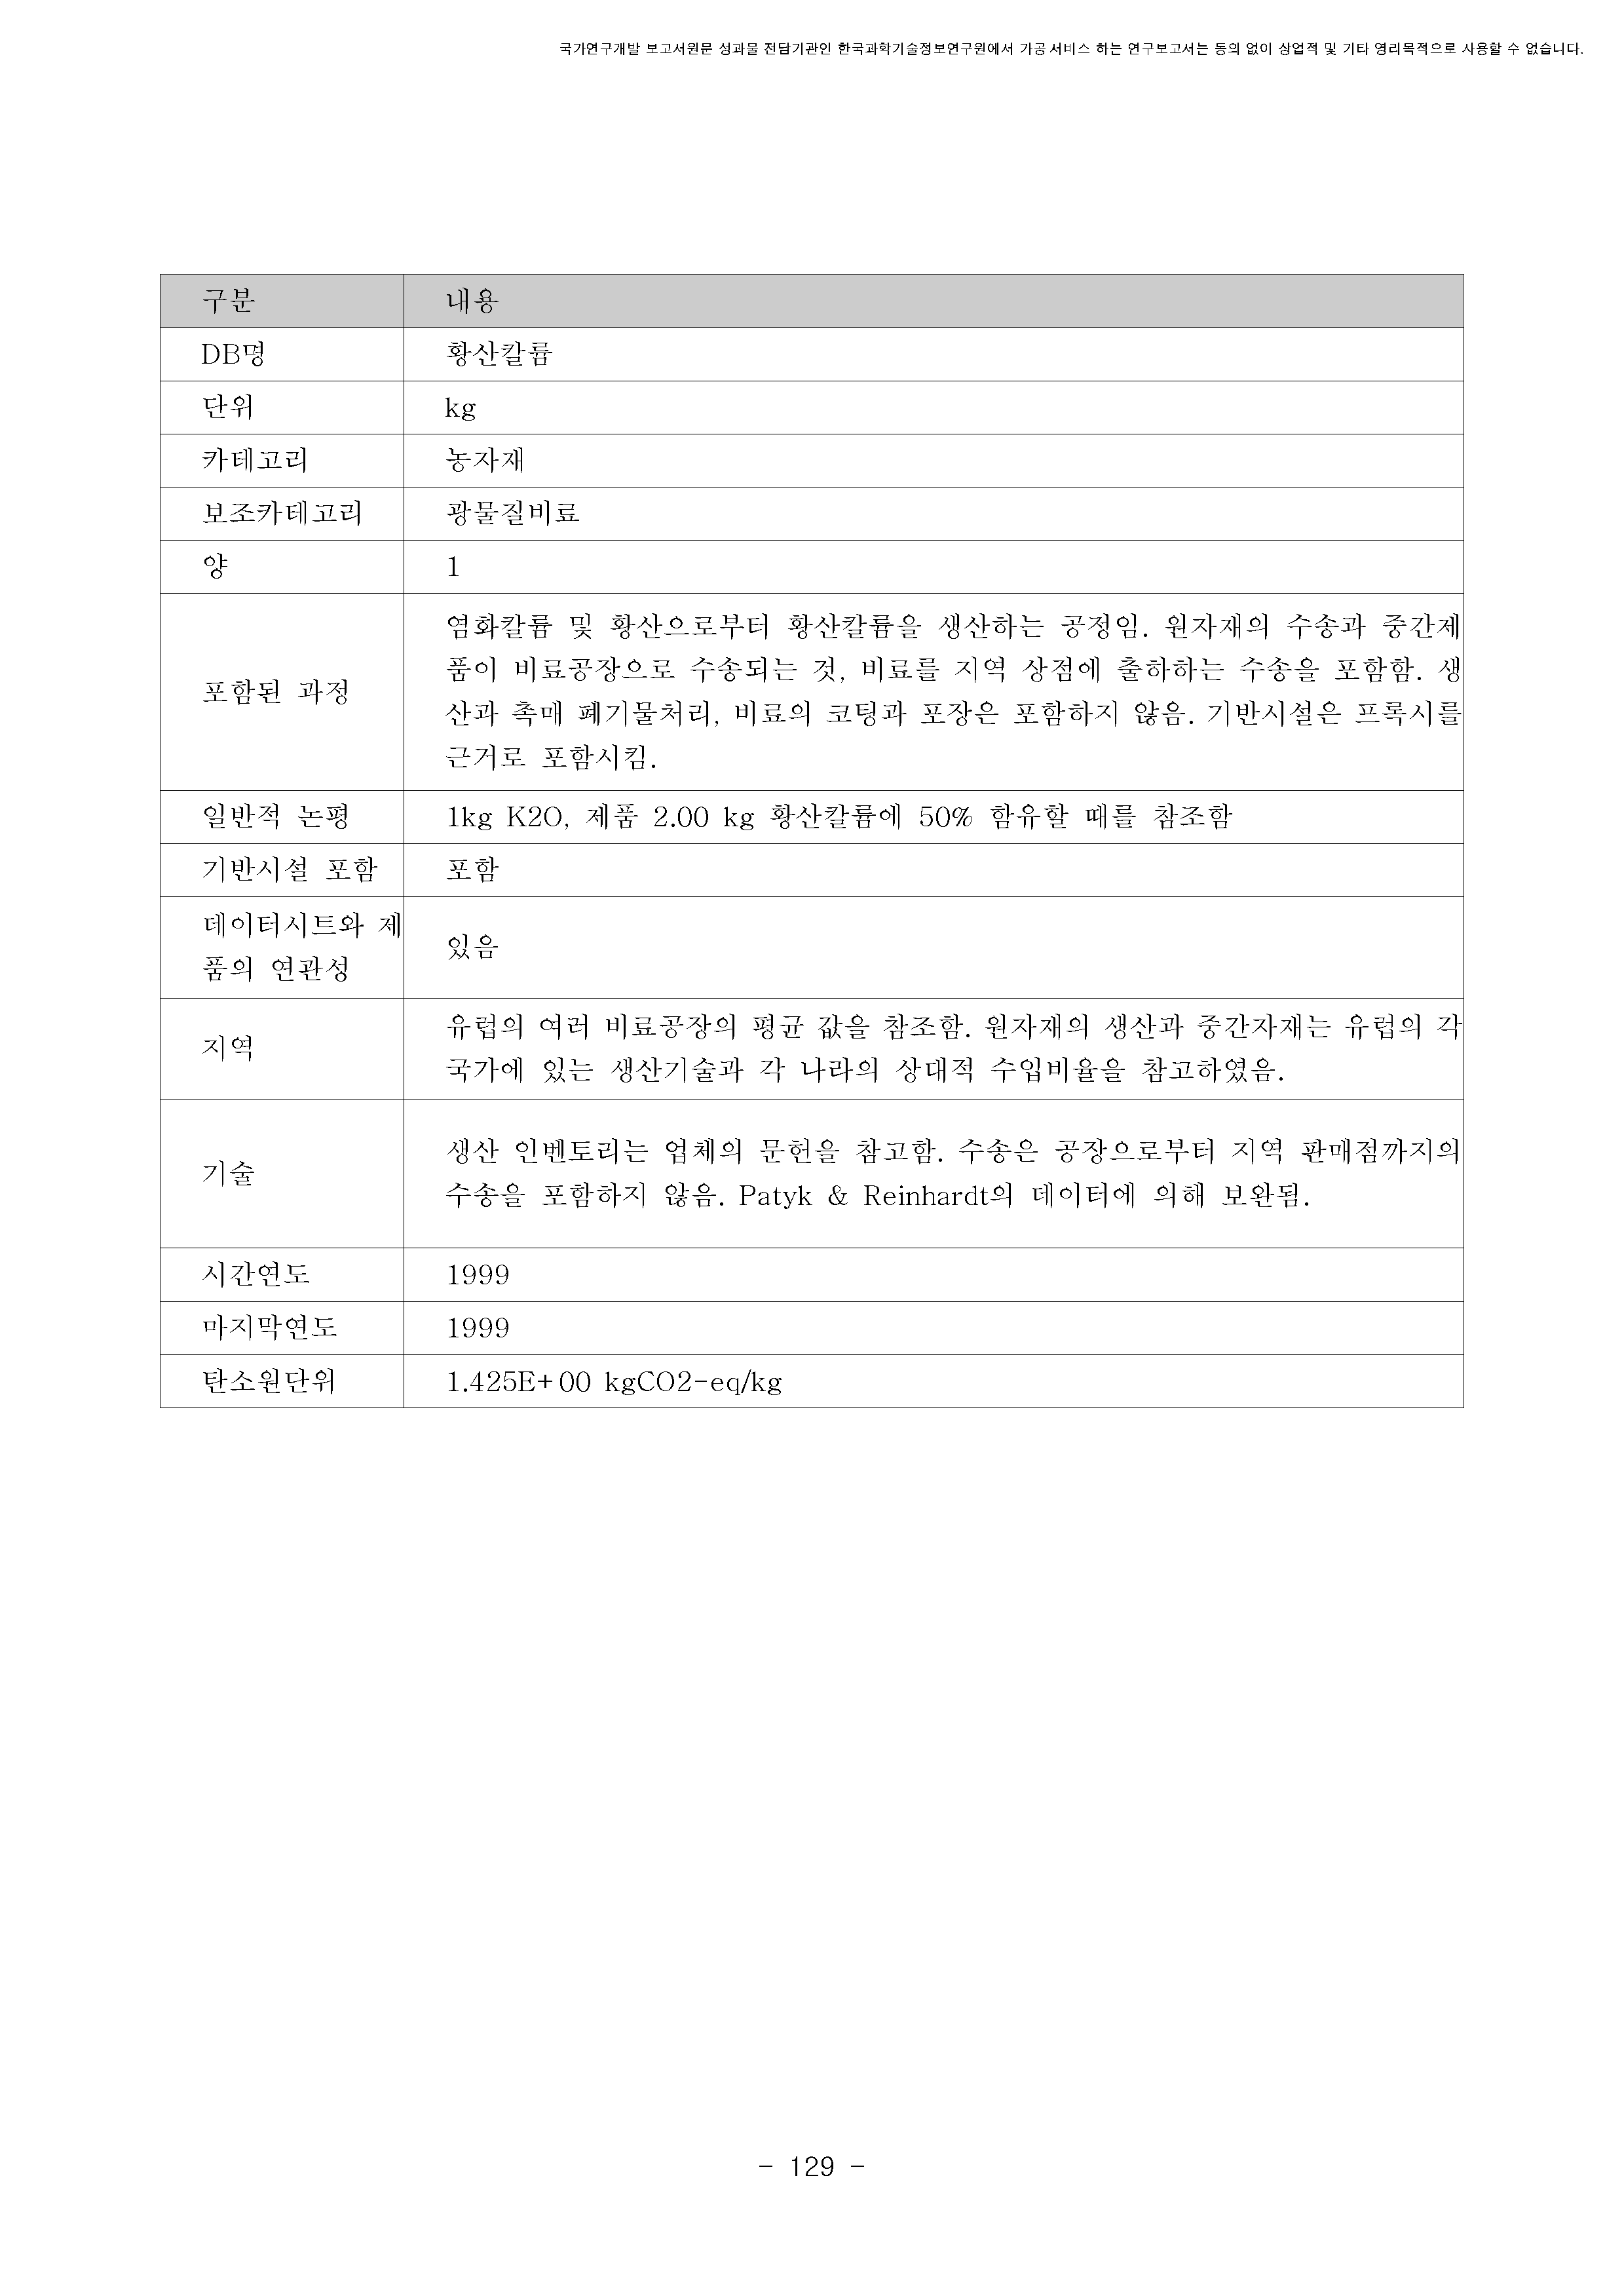 국가연구개발 보고서원문 성과물 전담기관인 한국과학기술정보연구원에서 가공·서비스 하는 연구보고서는 동의 없이 상업적 및 기타 영리목적으로 사용할 수 없습니다.
구분 내용
DB명 황산칼륨
단위 kg
카테고리 농자재
보조카테고리 광물질비료
양 1
포함된 과정
염화칼륨 및 황산으로부터 황산칼륨을 생산하는 공정임. 원자재의 수송과 중간제
품이 비료공장으로 수송되는 것, 비료를 지역 상점에 출하하는 수송을 포함함. 생
산과 촉매 폐기물처리, 비료의 코팅과 포장은 포함하지 않음. 기반시설은 프록시를
근거로 포함시킴.
일반적 논평 1kg K2O, 제품 2.00 kg 황산칼륨에 50% 함유할 때를 참조함
기반시설 포함 포함
데이터시트와 제
품의 연관성
있음
지역
유럽의 여러 비료공장의 평균 값을 참조함. 원자재의 생산과 중간자재는 유럽의 각
국가에 있는 생산기술과 각 나라의 상대적 수입비율을 참고하였음.
기술
생산 인벤토리는 업체의 문헌을 참고함. 수송은 공장으로부터 지역 판매점까지의
수송을 포함하지 않음. Patyk & Reinhardt의 데이터에 의해 보완됨.
시간연도 1999
마지막연도 1999
탄소원단위 1.425E+00 kgCO2-eq/kg
- 129 -